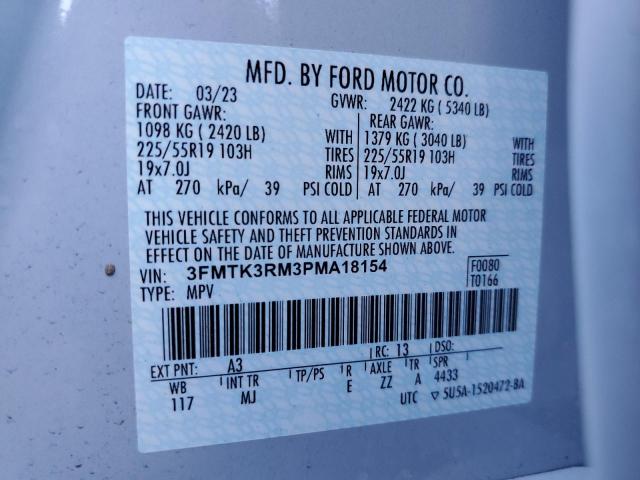 MFD. BY FORD MOTOR CO.
DATE: 03/23 GVWR: 2422 KG ( 5340 LB)
FRONT GAWR: REAR GAWR:
1098 KG ( 2420 LB) WITH 1379 KG ( 3040 LB) WITH
225/55R19 103H TIRES 225/55R19 103H TIRES
19x7.0J RIMS 19x7.0J RIMS
AT 270 kPa/ 39 PSI COLD AT 270 kPa/ 39 PSI COLD
THIS VEHICLE CONFORMS TO ALL APPLICABLE FEDERAL MOTOR
VEHICLE SAFETY AND THEFT PREVENTION STANDARDS IN
EFFECT ON THE DATE OF MANUFACTURE SHOWN ABOVE.
VIN: 3FMTK3RM3PMA18154 F0080
TYPE: MPV T0166
EXT PNT: A3 RC: 13 DSO:
WB INT TR TP/PS R AXLE TR SPR
117 MJ E ZZ A 4433
UTC ▽ 5U5A-1520472-BA